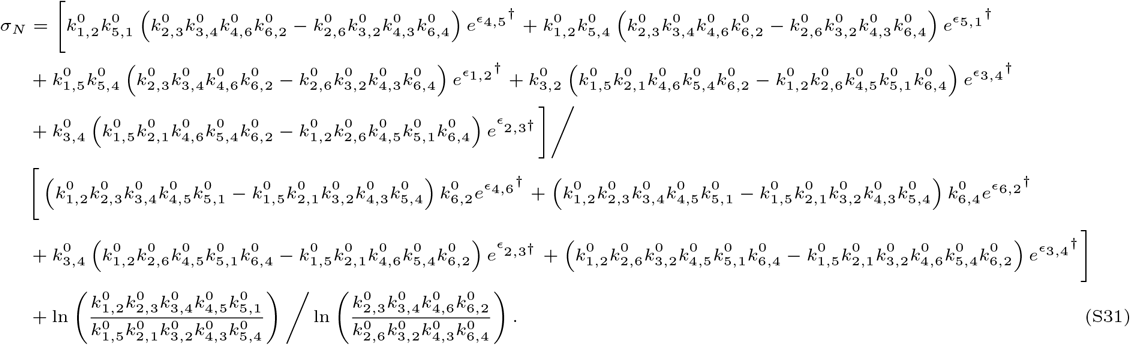 σ_N = [ k^0_{1,2} k^0_{5,1} ( k^0_{2,3} k^0_{3,4} k^0_{4,6} k^0_{6,2} − k^0_{2,6} k^0_{3,2} k^0_{4,3} k^0_{6,4} ) e^{ϵ_{4,5}†} + k^0_{1,2} k^0_{5,4} ( k^0_{2,3} k^0_{3,4} k^0_{4,6} k^0_{6,2} − k^0_{2,6} k^0_{3,2} k^0_{4,3} k^0_{6,4} ) e^{ϵ_{5,1}†}
+ k^0_{1,5} k^0_{5,4} ( k^0_{2,3} k^0_{3,4} k^0_{4,6} k^0_{6,2} − k^0_{2,6} k^0_{3,2} k^0_{4,3} k^0_{6,4} ) e^{ϵ_{1,2}†} + k^0_{3,2} ( k^0_{1,5} k^0_{2,1} k^0_{4,6} k^0_{5,4} k^0_{6,2} − k^0_{1,2} k^0_{2,6} k^0_{4,5} k^0_{5,1} k^0_{6,4} ) e^{ϵ_{3,4}†}
+ k^0_{3,4} ( k^0_{1,5} k^0_{2,1} k^0_{4,6} k^0_{5,4} k^0_{6,2} − k^0_{1,2} k^0_{2,6} k^0_{4,5} k^0_{5,1} k^0_{6,4} ) e^{ϵ_{2,3}†} ] /
[ ( k^0_{1,2} k^0_{2,3} k^0_{3,4} k^0_{4,5} k^0_{5,1} − k^0_{1,5} k^0_{2,1} k^0_{3,2} k^0_{4,3} k^0_{5,4} ) k^0_{6,2} e^{ϵ_{4,6}†} + ( k^0_{1,2} k^0_{2,3} k^0_{3,4} k^0_{4,5} k^0_{5,1} − k^0_{1,5} k^0_{2,1} k^0_{3,2} k^0_{4,3} k^0_{5,4} ) k^0_{6,4} e^{ϵ_{6,2}†}
+ k^0_{3,4} ( k^0_{1,2} k^0_{2,6} k^0_{4,5} k^0_{5,1} k^0_{6,4} − k^0_{1,5} k^0_{2,1} k^0_{4,6} k^0_{5,4} k^0_{6,2} ) e^{ϵ_{2,3}†} + ( k^0_{1,2} k^0_{2,6} k^0_{3,2} k^0_{4,5} k^0_{5,1} k^0_{6,4} − k^0_{1,5} k^0_{2,1} k^0_{3,2} k^0_{4,6} k^0_{5,4} k^0_{6,2} ) e^{ϵ_{3,4}†} ]
+ ln ( k^0_{1,2} k^0_{2,3} k^0_{3,4} k^0_{4,5} k^0_{5,1} / k^0_{1,5} k^0_{2,1} k^0_{3,2} k^0_{4,3} k^0_{5,4} ) / ln ( k^0_{2,3} k^0_{3,4} k^0_{4,6} k^0_{6,2} / k^0_{2,6} k^0_{3,2} k^0_{4,3} k^0_{6,4} ) . (S31)